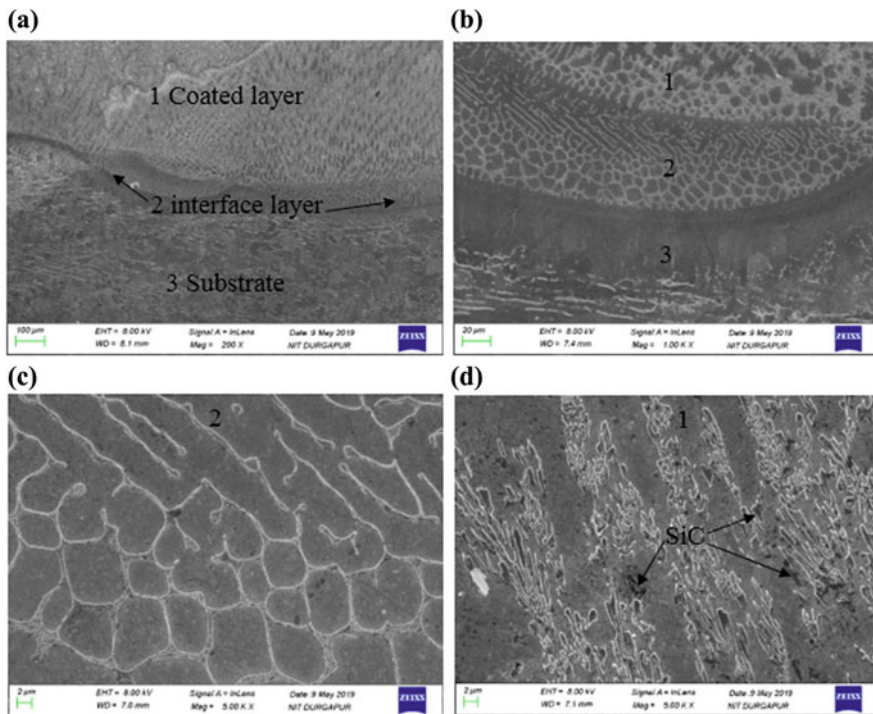 (a)
1 Coated layer
2 interface layer
3 Substrate
100 µm
EHT = 8.00 kV
Signal A = InLens
Date :9 May 2019
WD = 8.1 mm
Mag = 200 X
NIT DURGAPUR
ZEISS
(b)
1
2
3
20 µm
EHT = 8.00 kV
Signal A = InLens
Date :9 May 2019
WD = 7.4 mm
Mag = 1.00 K X
NIT DURGAPUR
ZEISS
(c)
2
2 µm
EHT = 8.00 kV
Signal A = InLens
Date :9 May 2019
WD = 7.0 mm
Mag = 5.00 K X
NIT DURGAPUR
ZEISS
(d)
1
SiC
2 µm
EHT = 8.00 kV
Signal A = InLens
Date :9 May 2019
WD = 7.1 mm
Mag = 5.00 K X
NIT DURGAPUR
ZEISS